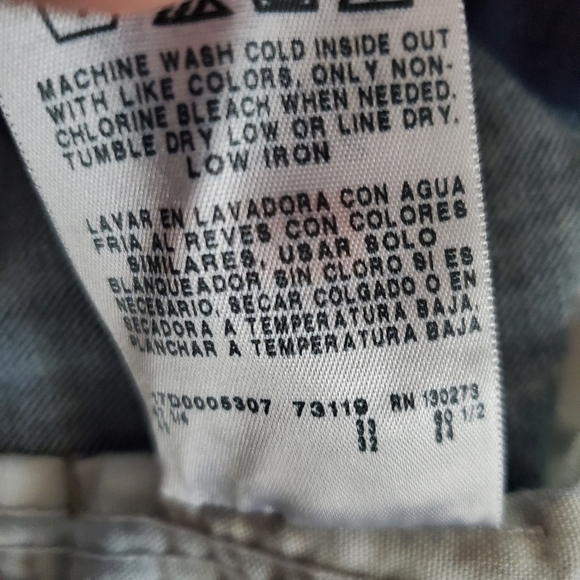 MACHINE WASH COLD INSIDE OUT
WITH LIKE COLORS, ONLY NON-
CHLORINE BLEACH WHEN NEEDED.
TUMBLE DRY LOW OR LINE DRY.
LOW IRON
LAVAR EN LAVADORA CON AGUA
FRIA AL REVES CON COLORES
SIMILARES, USAR SOLO
BLANQUEADOR SIN CLORO SI ES
NECESARIO, SECAR COLGADO O EN
SECADORA A TEMPERATURA BAJA,
PLANCHAR A TEMPERATURA BAJA
73119 RN 130273
1/2